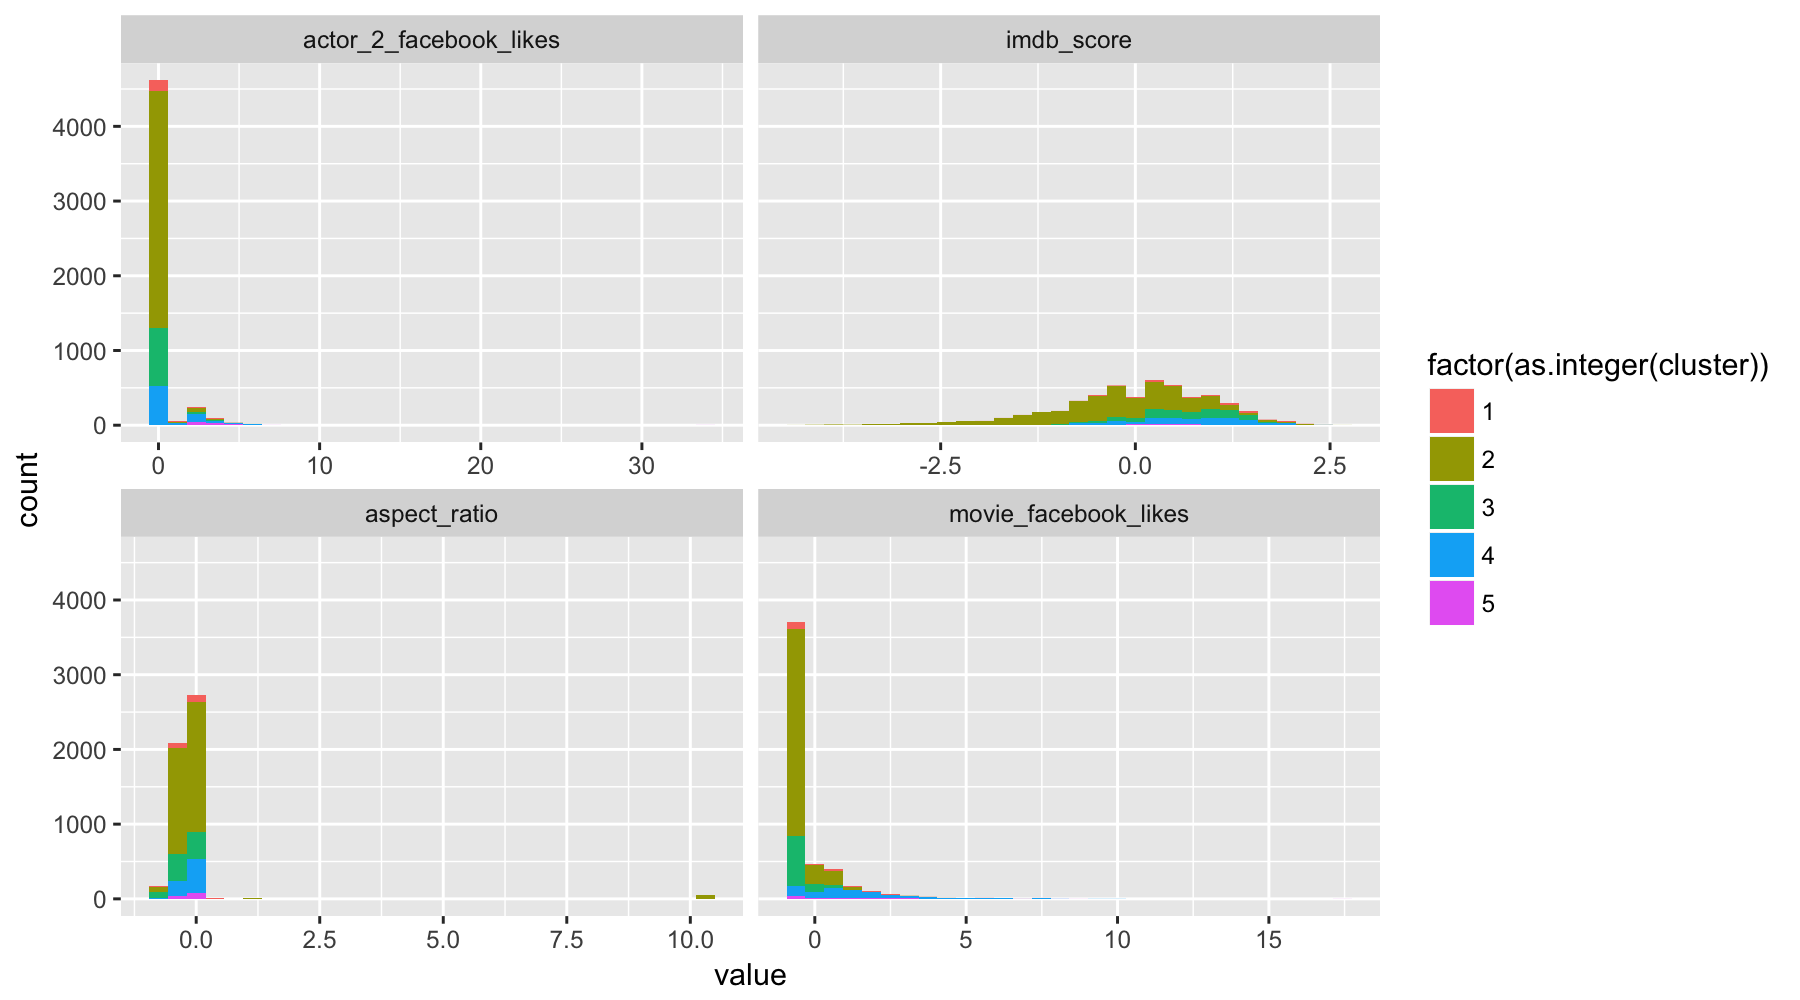 actor_2_facebook_likes
imdb_score
4000
3000
2000
1000
0
0 10 20 30
-2.5 0.0 2.5
aspect_ratio
movie_facebook_likes
4000
3000
2000
1000
0
0.0 2.5 5.0 7.5 10.0
0 5 10 15
count
value
factor(as.integer(cluster))
1
2
3
4
5